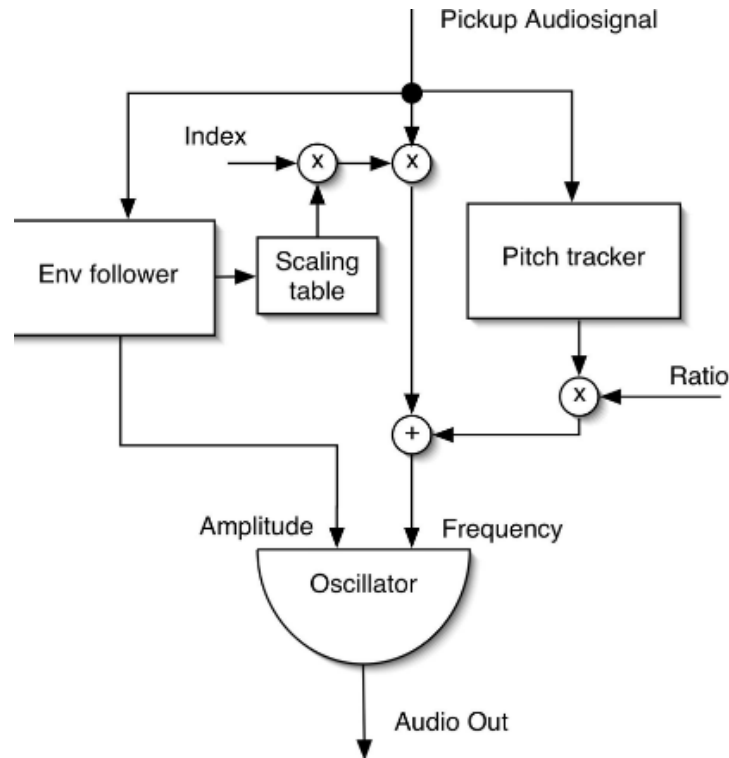 Pickup Audiosignal
Index
x
x
Env follower
Scaling
table
Pitch tracker
x
Ratio
+
Amplitude
Frequency
Oscillator
Audio Out